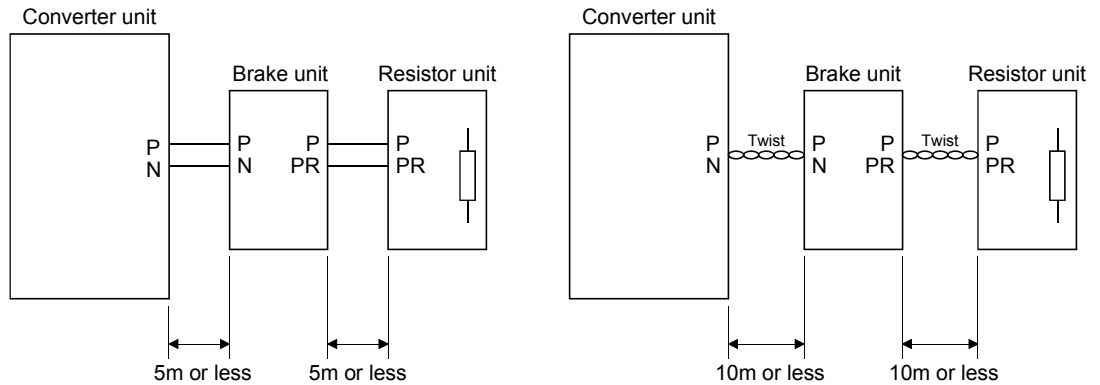 Converter unit
Brake unit
Resistor unit
P
N
P
N
P
PR
P
PR
5m or less
5m or less
Converter unit
Brake unit
Resistor unit
P
N
Twist
P
N
P
PR
Twist
P
PR
10m or less
10m or less